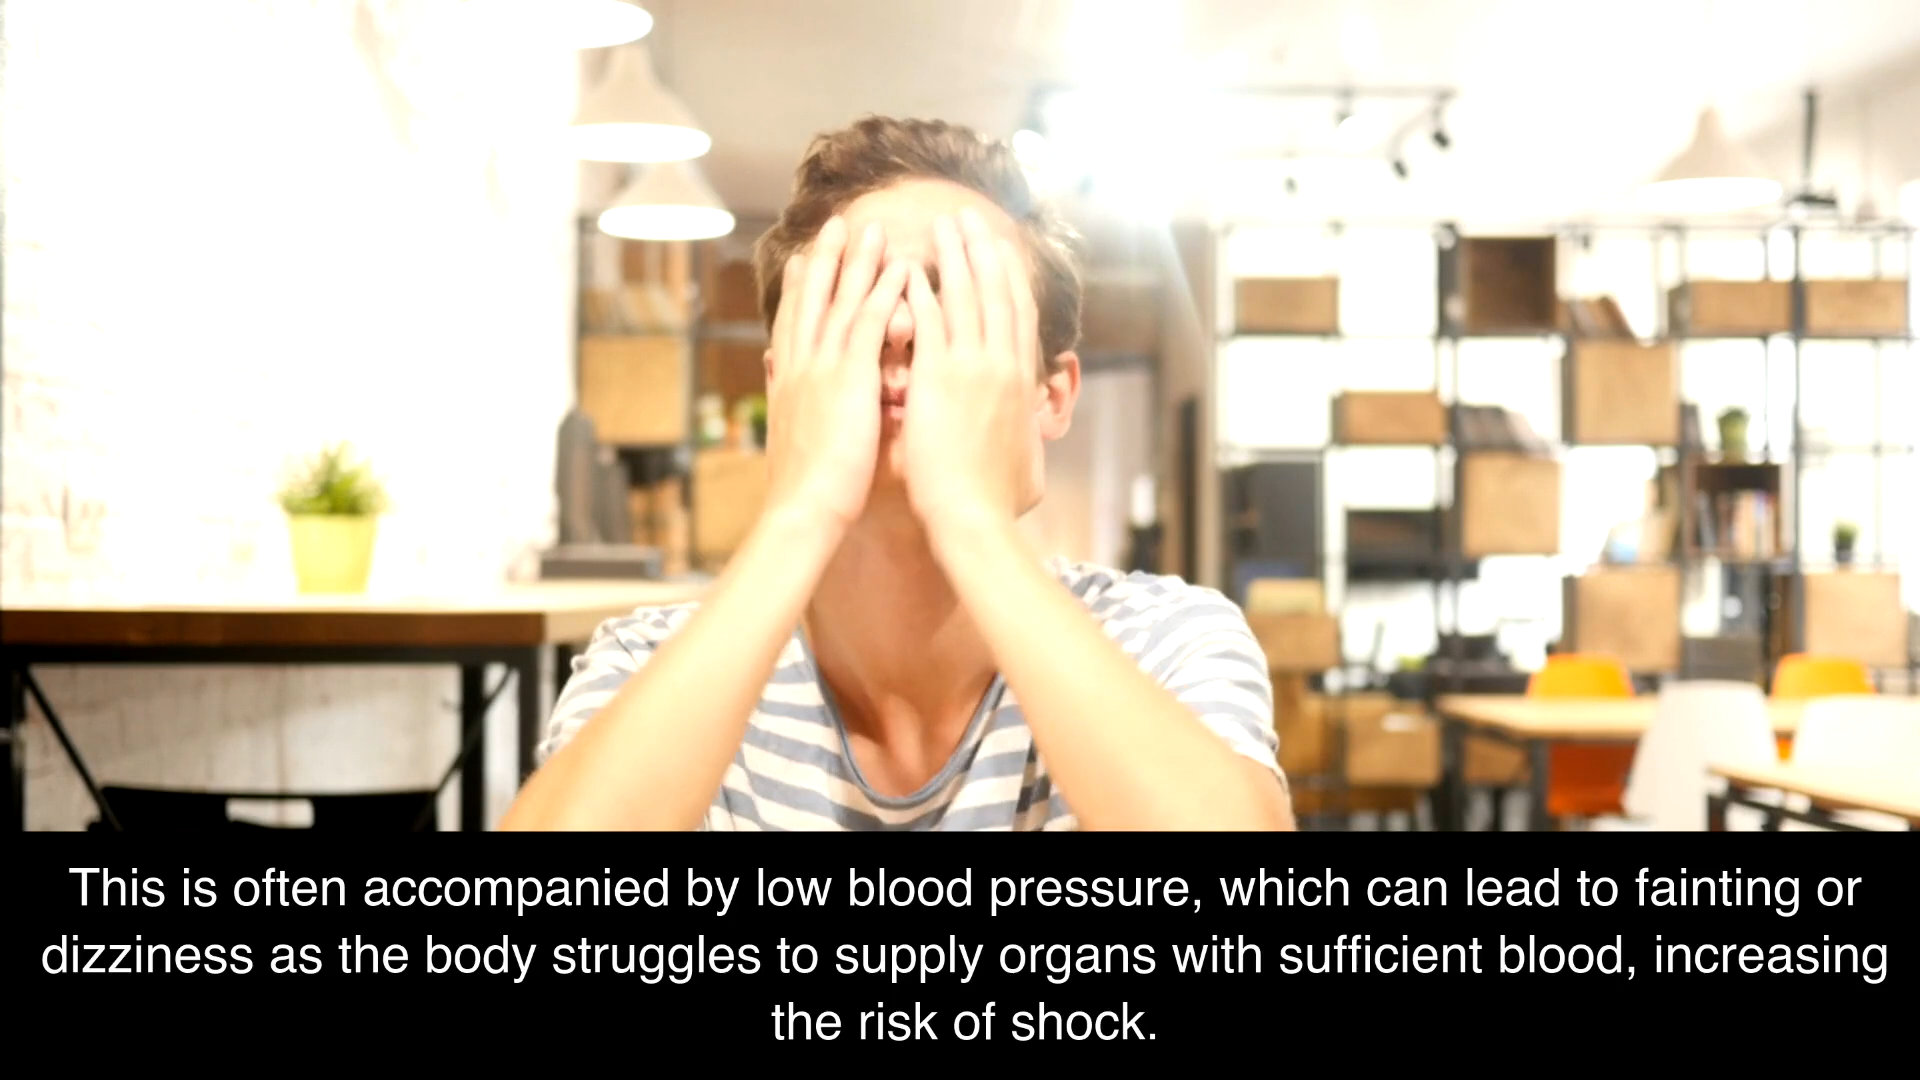 This is often accompanied by low blood pressure, which can lead to fainting or
dizziness as the body struggles to supply organs with sufficient blood, increasing
the risk of shock.